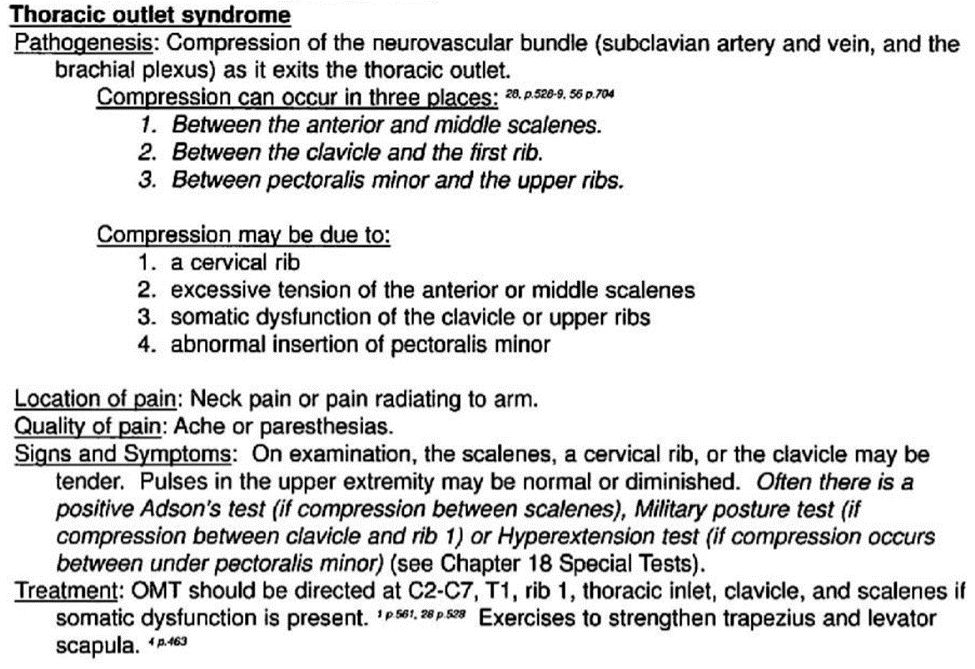 Thoracic outlet syndrome
Pathogenesis: Compression of the neurovascular bundle (subclavian artery and vein, and the
brachial plexus) as it exits the thoracic outlet.
Compression can occur in three places: 28, p.528-9, 56 p.704
1. Between the anterior and middle scalenes.
2. Between the clavicle and the first rib.
3. Between pectoralis minor and the upper ribs.
Compression may be due to:
1. a cervical rib
2. excessive tension of the anterior or middle scalenes
3. somatic dysfunction of the clavicle or upper ribs
4. abnormal insertion of pectoralis minor
Location of pain: Neck pain or pain radiating to arm.
Quality of pain: Ache or paresthesias.
Signs and Symptoms: On examination, the scalenes, a cervical rib, or the clavicle may be
tender. Pulses in the upper extremity may be normal or diminished. Often there is a
positive Adson's test (if compression between scalenes), Military posture test (if
compression between clavicle and rib 1) or Hyperextension test (if compression occurs
between under pectoralis minor) (see Chapter 18 Special Tests).
Treatment: OMT should be directed at C2-C7, T1, rib 1, thoracic inlet, clavicle, and scalenes if
somatic dysfunction is present. 1 p.561, 28 p.528 Exercises to strengthen trapezius and levator
scapula. 4 p.463